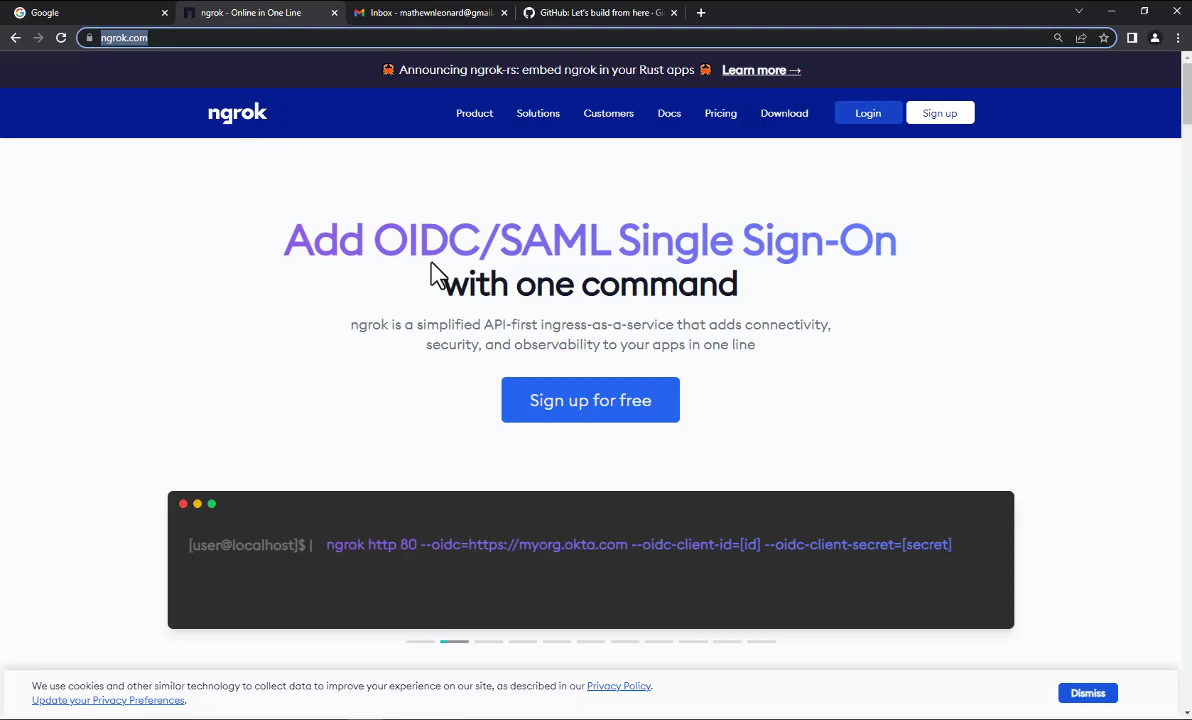 Google
ngrok - Online in One Line
Inbox - mathewnleonard@gmail.
GitHub: Let's build from here · Gi
ngrok.com
🦀 Announcing ngrok-rs: embed ngrok in your Rust apps 🦀 Learn more →
ngrok
Product Solutions Customers Docs Pricing Download Login Sign up
Add OIDC/SAML Single Sign-On
with one command
ngrok is a simplified API-first ingress-as-a-service that adds connectivity,
security, and observability to your apps in one line
Sign up for free
[user@localhost]$ | ngrok http 80 --oidc=https://myorg.okta.com --oidc-client-id=[id] --oidc-client-secret=[secret]
We use cookies and other similar technology to collect data to improve your experience on our site, as described in our Privacy Policy.
Update your Privacy Preferences.
Dismiss